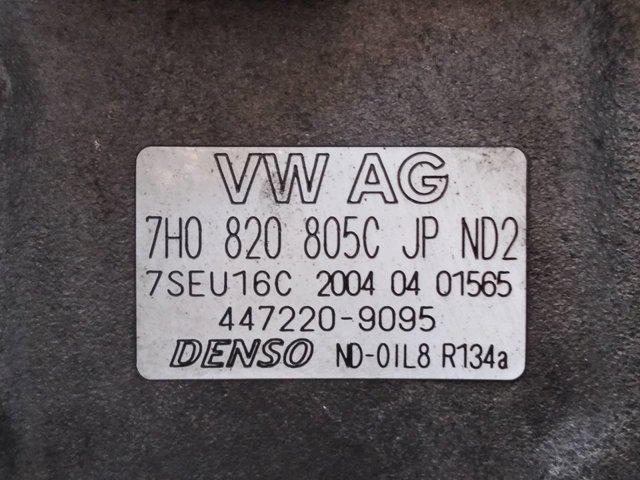 VW AG
7H0 820 805C JP ND2
7SEU16C 2004 04 01565
447220-9095
DENSO ND-OIL8 R134a